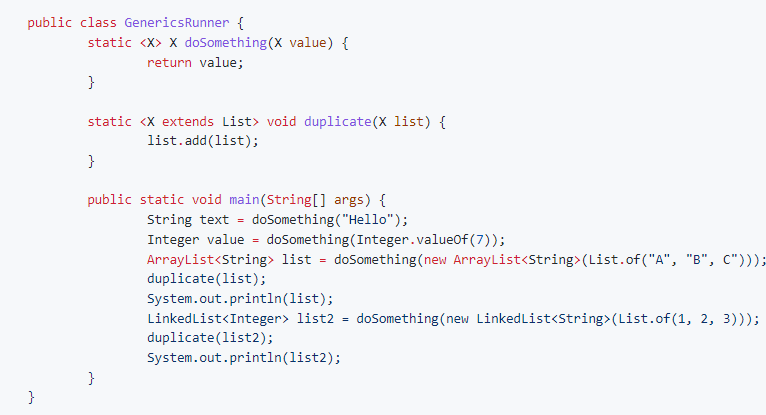 public class GenericsRunner {
static <X> X doSomething(X value) {
return value;
}
static <X extends List> void duplicate(X list) {
list.add(list);
}
public static void main(String[] args) {
String text = doSomething("Hello");
Integer value = doSomething(Integer.valueOf(7));
ArrayList<String> list = doSomething(new ArrayList<String>(List.of("A", "B", C")));
duplicate(list);
System.out.println(list);
LinkedList<Integer> list2 = doSomething(new LinkedList<String>(List.of(1, 2, 3)));
duplicate(list2);
System.out.println(list2);
}
}